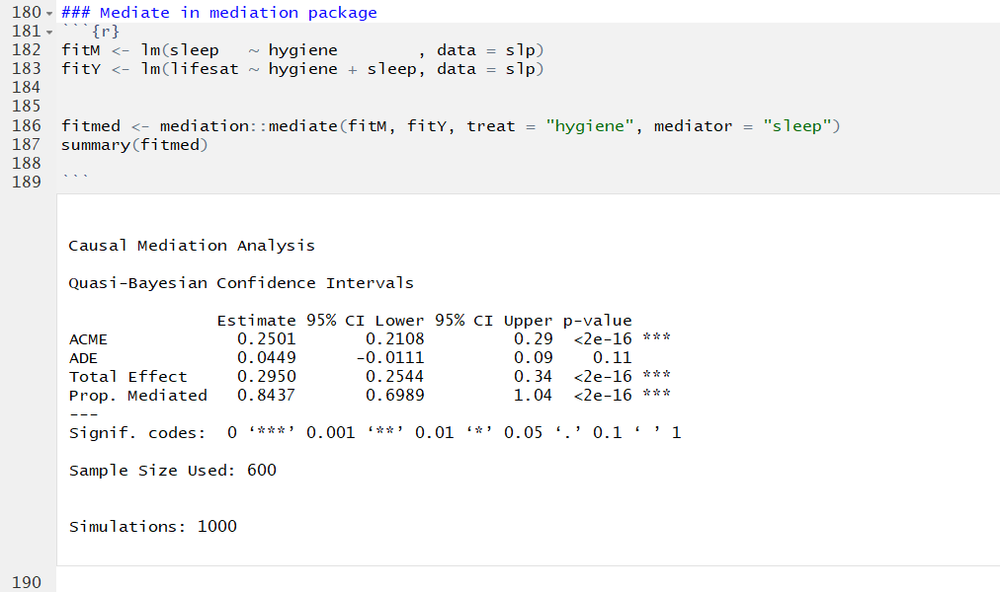 180 ### Mediate in mediation package
181 ```{r}
182 fitM <- lm(sleep   ~ hygiene        , data = slp)
183 fitY <- lm(lifesat ~ hygiene + sleep, data = slp)
184
185
186 fitmed <- mediation::mediate(fitM, fitY, treat = "hygiene", mediator = "sleep")
187 summary(fitmed)
188
189 ```
Causal Mediation Analysis
Quasi-Bayesian Confidence Intervals
               Estimate 95% CI Lower 95% CI Upper p-value
ACME             0.2501       0.2108         0.29  <2e-16 ***
ADE              0.0449      -0.0111         0.09    0.11
Total Effect     0.2950       0.2544         0.34  <2e-16 ***
Prop. Mediated   0.8437       0.6989         1.04  <2e-16 ***
---
Signif. codes:  0 ‘***’ 0.001 ‘**’ 0.01 ‘*’ 0.05 ‘.’ 0.1 ‘ ’ 1
Sample Size Used: 600
Simulations: 1000
190